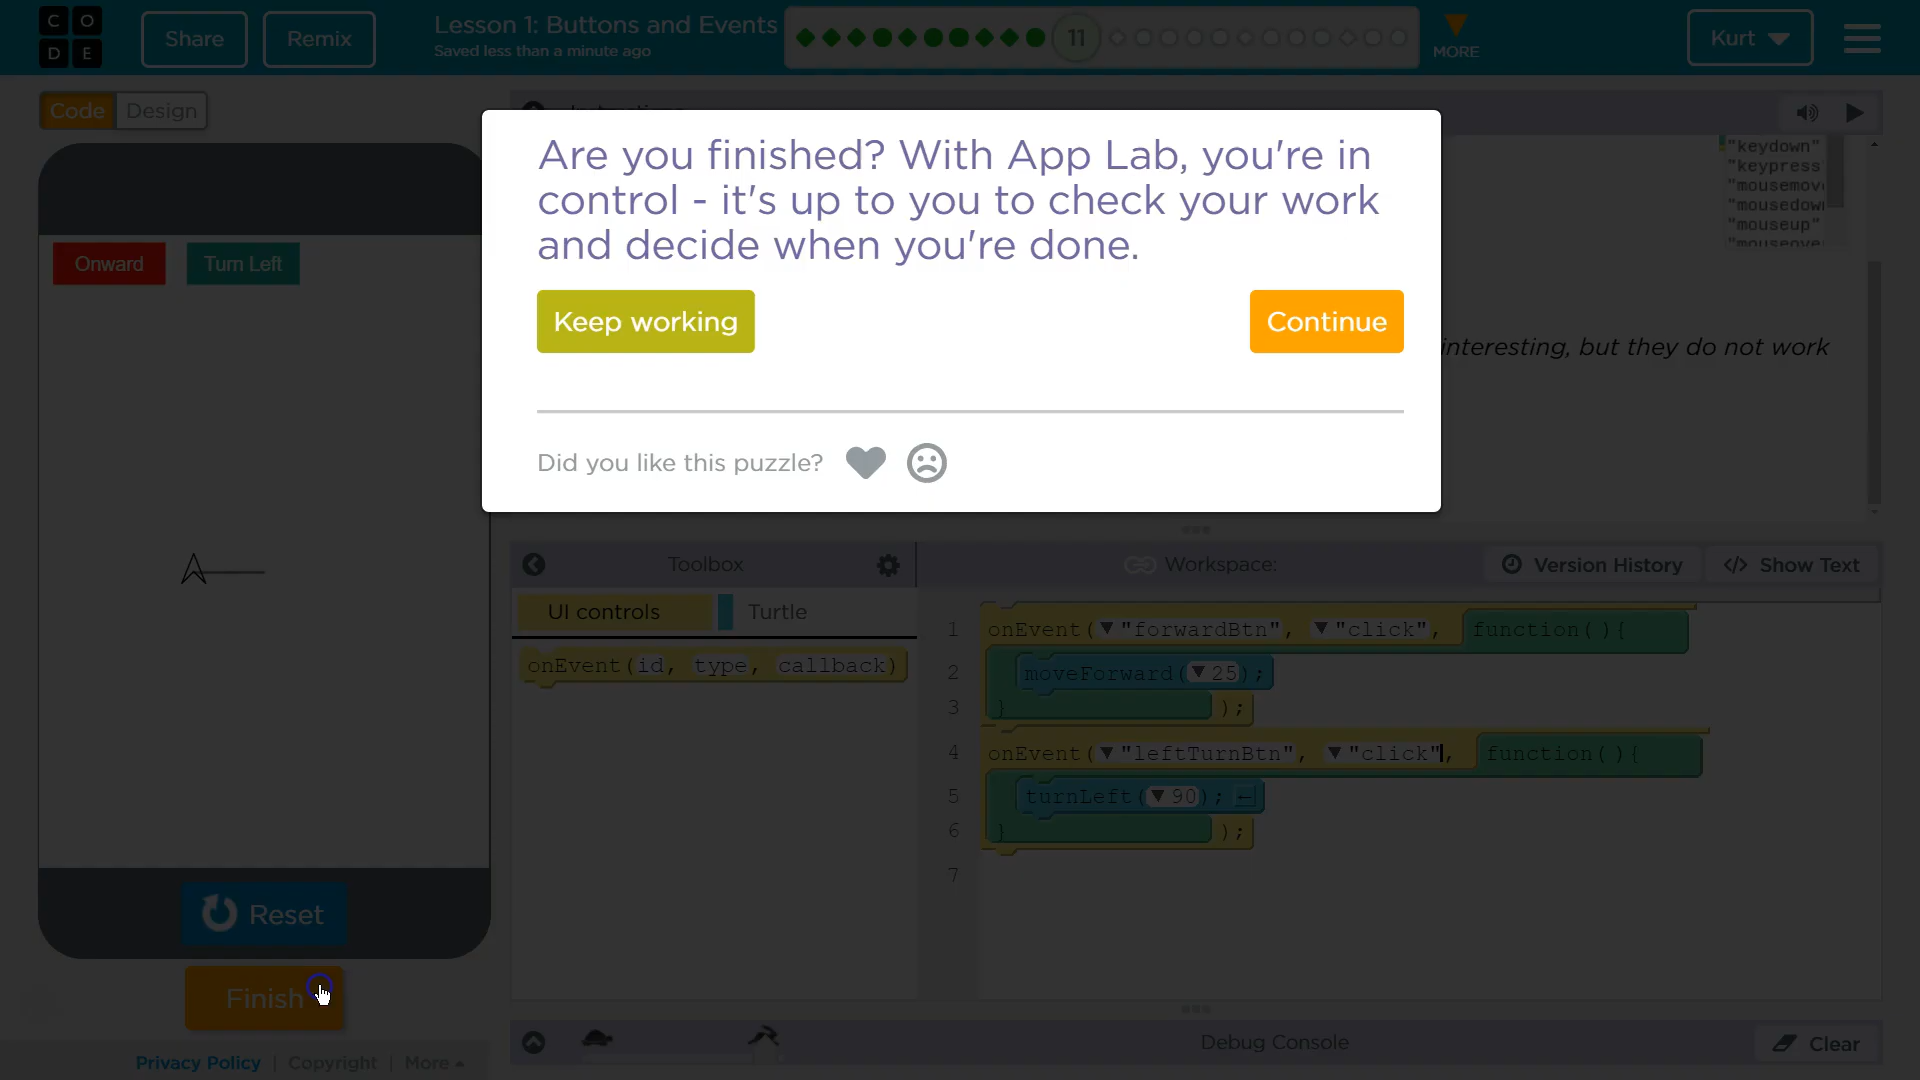 C O
D E
Share
Remix
Lesson 1: Buttons and Events
Saved less than a minute ago
11
MORE
Kurt
Code
Design
Are you finished? With App Lab, you're in
control - it's up to you to check your work
and decide when you're done.
Keep working
Continue
Did you like this puzzle?
"keydown"
"keypress
"mousemov
"mousedow
"mouseup"
"mouseove
interesting, but they do not work
Onward
Turn Left
Reset
Finish
Privacy Policy | Copyright | More
Toolbox
Workspace:
Version History
</> Show Text
UI controls
Turtle
onEvent(id, type, callback)
1 onEvent(▼"forwardBtn", ▼"click", function(){
2 moveForward(▼25);
3 } );
4 onEvent(▼"leftTurnBtn", ▼"click", function(){
5 turnLeft(▼90); ←
6 } );
7
Debug Console
Clear